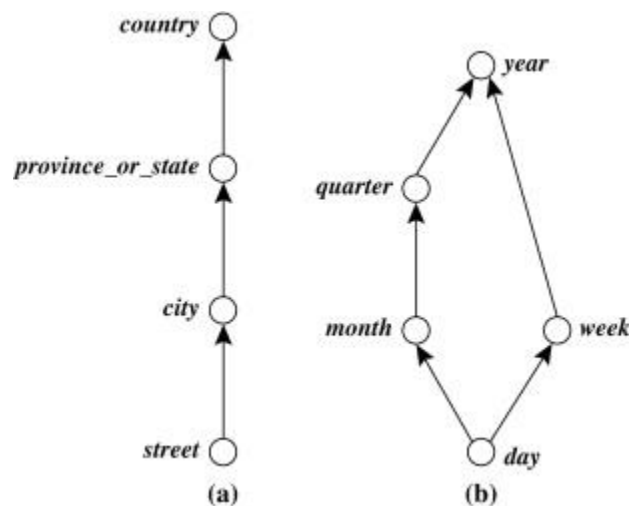 country
province_or_state
city
street
(a)
year
quarter
month
week
day
(b)